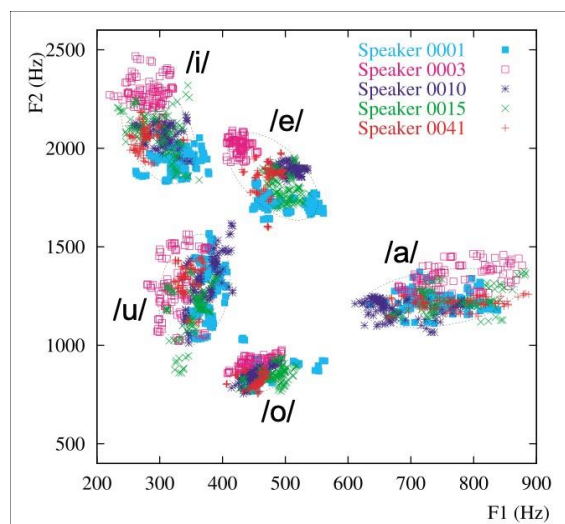 F2 (Hz)
2500
2000
1500
1000
500
/i/
/e/
/u/
/a/
/o/
Speaker 0001
Speaker 0003
Speaker 0010
Speaker 0015
Speaker 0041
200 300 400 500 600 700 800 900
F1 (Hz)